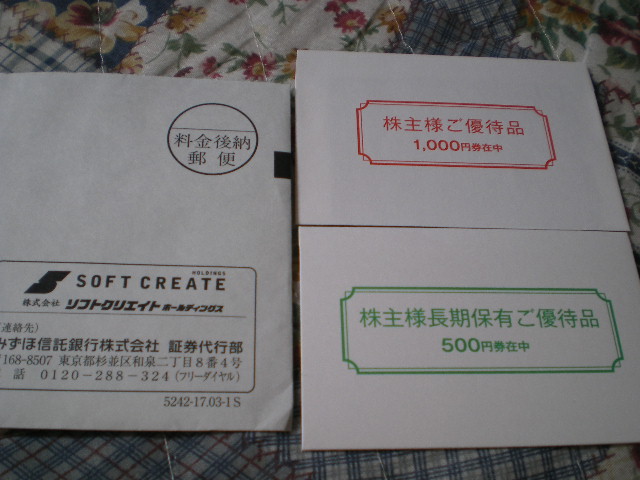 料金後納
郵便
HOLDINGS
SOFT CREATE
株式会社 ソフトクリエイトホールディングス
連絡先)
みずほ信託銀行株式会社 証券代行部
168-8507 東京都杉並区和泉二丁目8番4号
話 0120-288-324(フリーダイヤル)
5242-17.03-1S
株主様ご優待品
1,000円券在中
株主様長期保有ご優待品
500円券在中